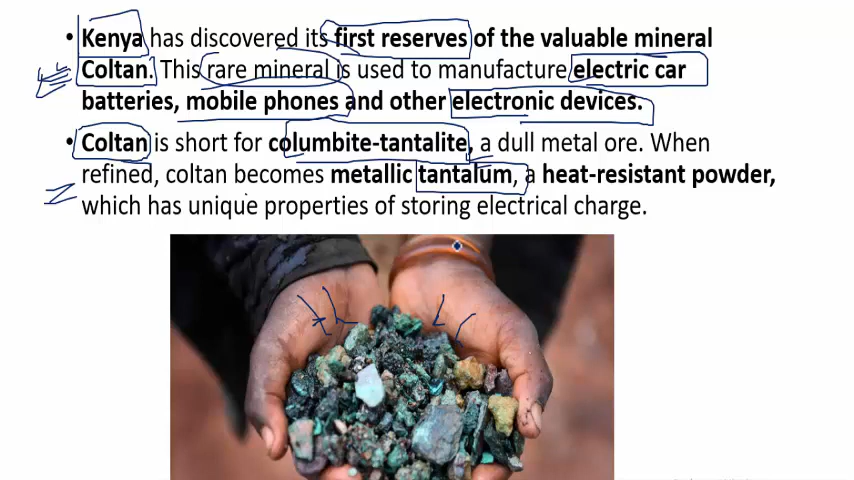 • Kenya has discovered its first reserves of the valuable mineral
Coltan. This rare mineral is used to manufacture electric car
batteries, mobile phones and other electronic devices.
• Coltan is short for columbite-tantalite, a dull metal ore. When
refined, coltan becomes metallic tantalum, a heat-resistant powder,
which has unique properties of storing electrical charge.